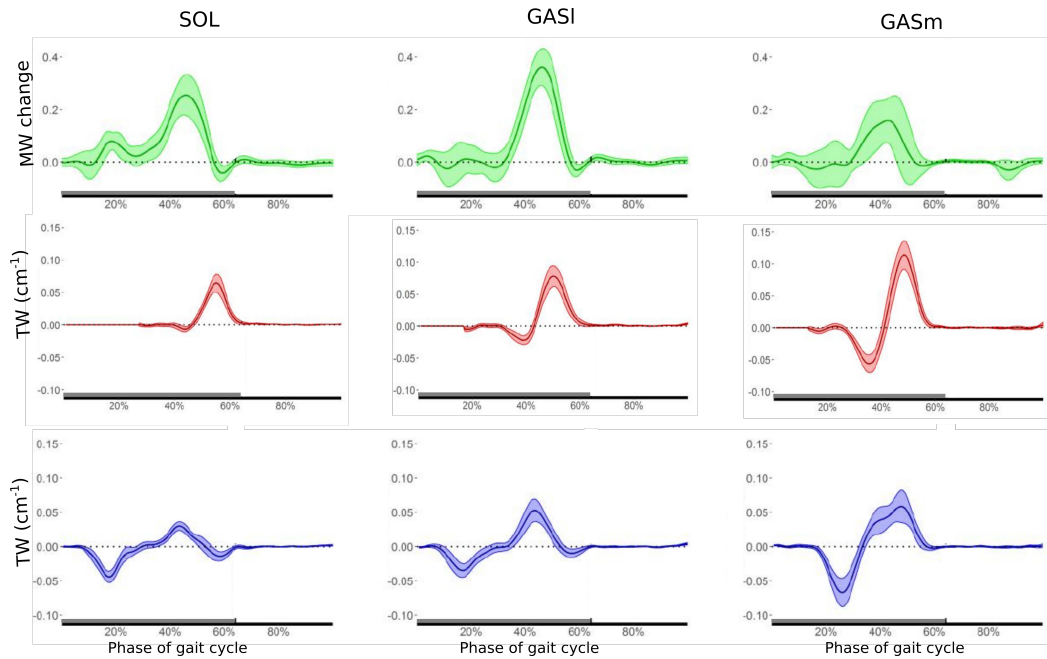 SOL GASl GASm
MW change
0.4 0.4 0.4
0.2 0.2 0.2
0.0 0.0 0.0
20% 40% 60% 80% 20% 40% 60% 80% 20% 40% 60% 80%
TW (cm-1)
0.15 0.15 0.15
0.10 0.10 0.10
0.05 0.05 0.05
0.00 0.00 0.00
-0.05 -0.05 -0.05
-0.10 -0.10 -0.10
20% 40% 60% 80% 20% 40% 60% 80% 20% 40% 60% 80%
TW (cm-1)
0.15 0.15 0.15
0.10 0.10 0.10
0.05 0.05 0.05
0.00 0.00 0.00
-0.05 -0.05 -0.05
-0.10 -0.10 -0.10
20% 40% 60% 80% 20% 40% 60% 80% 20% 40% 60% 80%
Phase of gait cycle Phase of gait cycle Phase of gait cycle